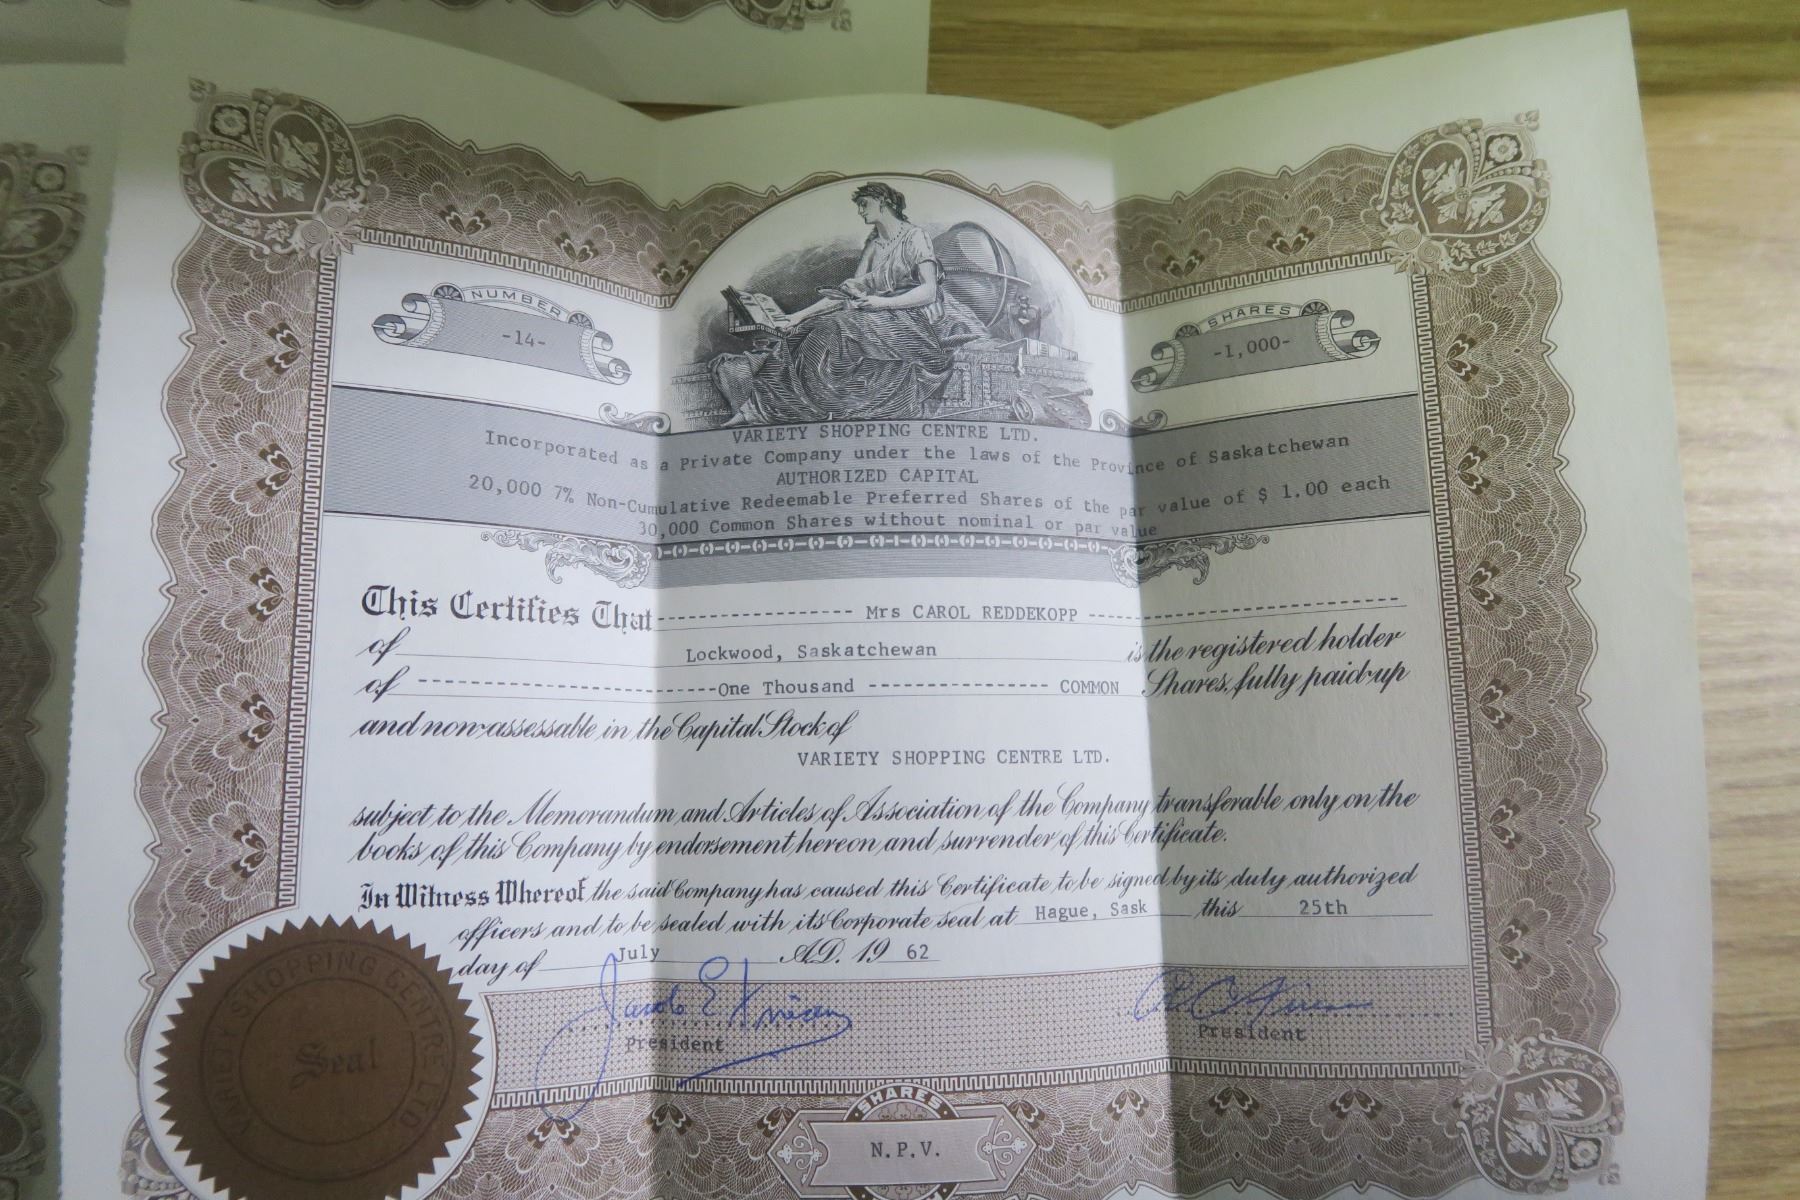 NUMBER
-14-
SHARES
-1,000-
VARIETY SHOPPING CENTRE LTD.
Incorporated as a Private Company under the laws of the Province of Saskatchewan
AUTHORIZED CAPITAL
20,000 7% Non-Cumulative Redeemable Preferred Shares of the par value of $ 1.00 each
30,000 Common Shares without nominal or par value
This Certifies That ------------------ Mrs CAROL REDDEKOPP ------------------
of Lockwood, Saskatchewan is the registered holder
of ------------------One Thousand ------------------ COMMON Shares, fully paid-up
and non-assessable in the Capital Stock of
VARIETY SHOPPING CENTRE LTD.
subject to the Memorandum and Articles of Association of the Company transferable only on the
books of this Company by endorsement hereon and surrender of this Certificate.
In Witness Whereof the said Company has caused this Certificate to be signed by its duly authorized
officers and to be sealed with its Corporate seal at Hague, Sask this 25th
day of July A.D. 19 62
Jacob E
President
President
VARIETY SHOPPING CENTRE LTD
Seal
SHARES
N.P.V.